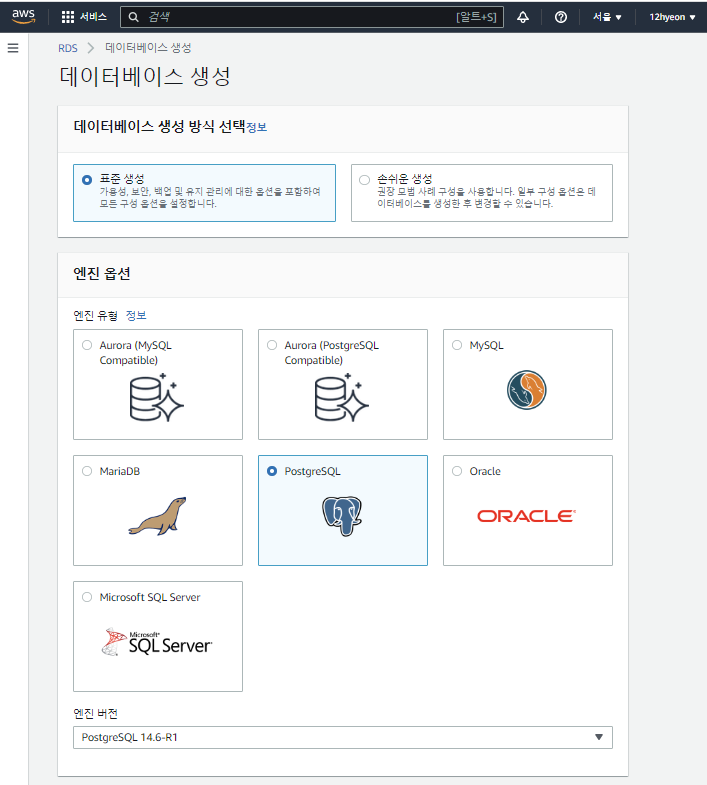 aws 서비스 검색 [알트+S] 서울 ▼ 12hyeon ▼
RDS > 데이터베이스 생성
데이터베이스 생성
데이터베이스 생성 방식 선택정보
표준 생성
가용성, 보안, 백업 및 유지 관리에 대한 옵션을 포함하여
모든 구성 옵션을 설정합니다.
손쉬운 생성
권장 모범 사례 구성을 사용합니다. 일부 구성 옵션은 데
이터베이스를 생성한 후 변경할 수 있습니다.
엔진 옵션
엔진 유형 정보
Aurora (MySQL
Compatible)
Aurora (PostgreSQL
Compatible)
MySQL
MariaDB
PostgreSQL
Oracle
ORACLE
Microsoft SQL Server
Microsoft
SQL Server
엔진 버전
PostgreSQL 14.6-R1